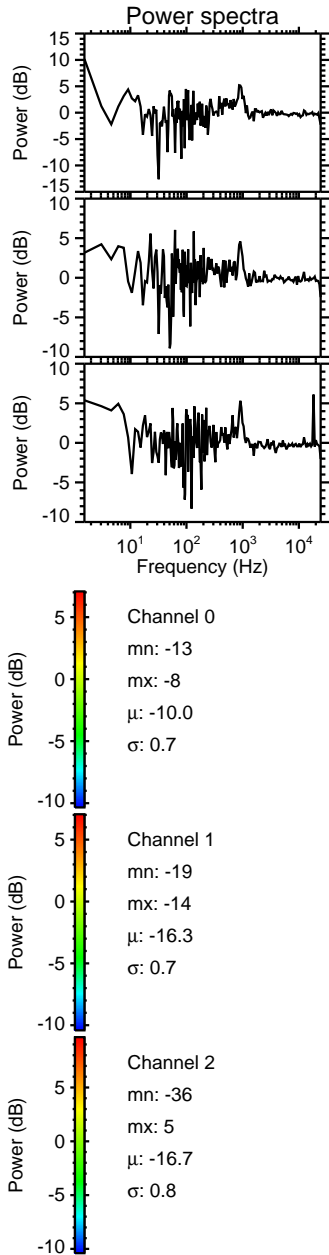 Power spectra
15
10
5
0
-5
-10
-15
Power (dB)
10
5
0
-5
-10
Power (dB)
10
5
0
-5
-10
Power (dB)
10¹ 10² 10³ 10⁴
Frequency (Hz)
5
0
-5
-10
Power (dB)
Channel 0
mn: -13
mx: -8
μ: -10.0
σ: 0.7
5
0
-5
-10
Power (dB)
Channel 1
mn: -19
mx: -14
μ: -16.3
σ: 0.7
5
0
-5
-10
Power (dB)
Channel 2
mn: -36
mx: 5
μ: -16.7
σ: 0.8